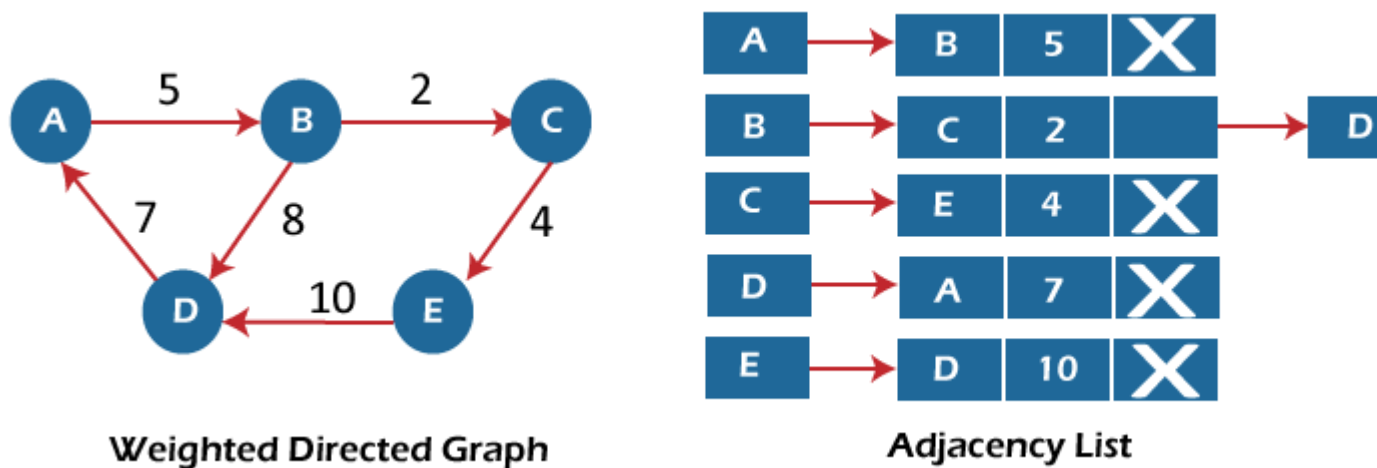 A B 5 X
5 2
A B C
B C 2 D
7 8 4
C E 4 X
10
D E
D A 7 X
E D 10 X
Weighted Directed Graph
Adjacency List